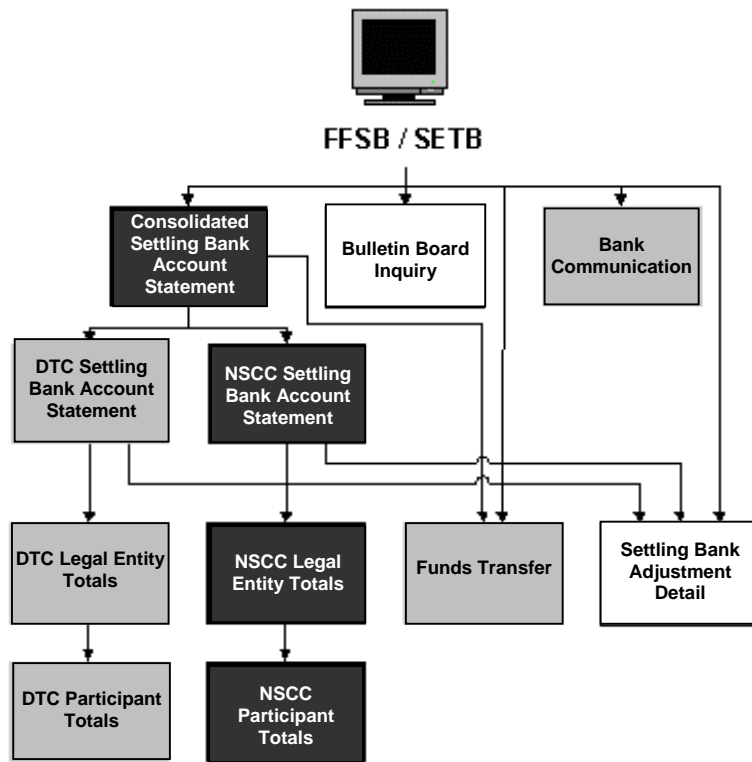 FFSB / SETB
Consolidated
Settling Bank
Account
Statement
Bulletin Board
Inquiry
Bank
Communication
DTC Settling
Bank Account
Statement
NSCC Settling
Bank Account
Statement
DTC Legal Entity
Totals
NSCC Legal
Entity Totals
Funds Transfer
Settling Bank
Adjustment
Detail
DTC Participant
Totals
NSCC
Participant
Totals